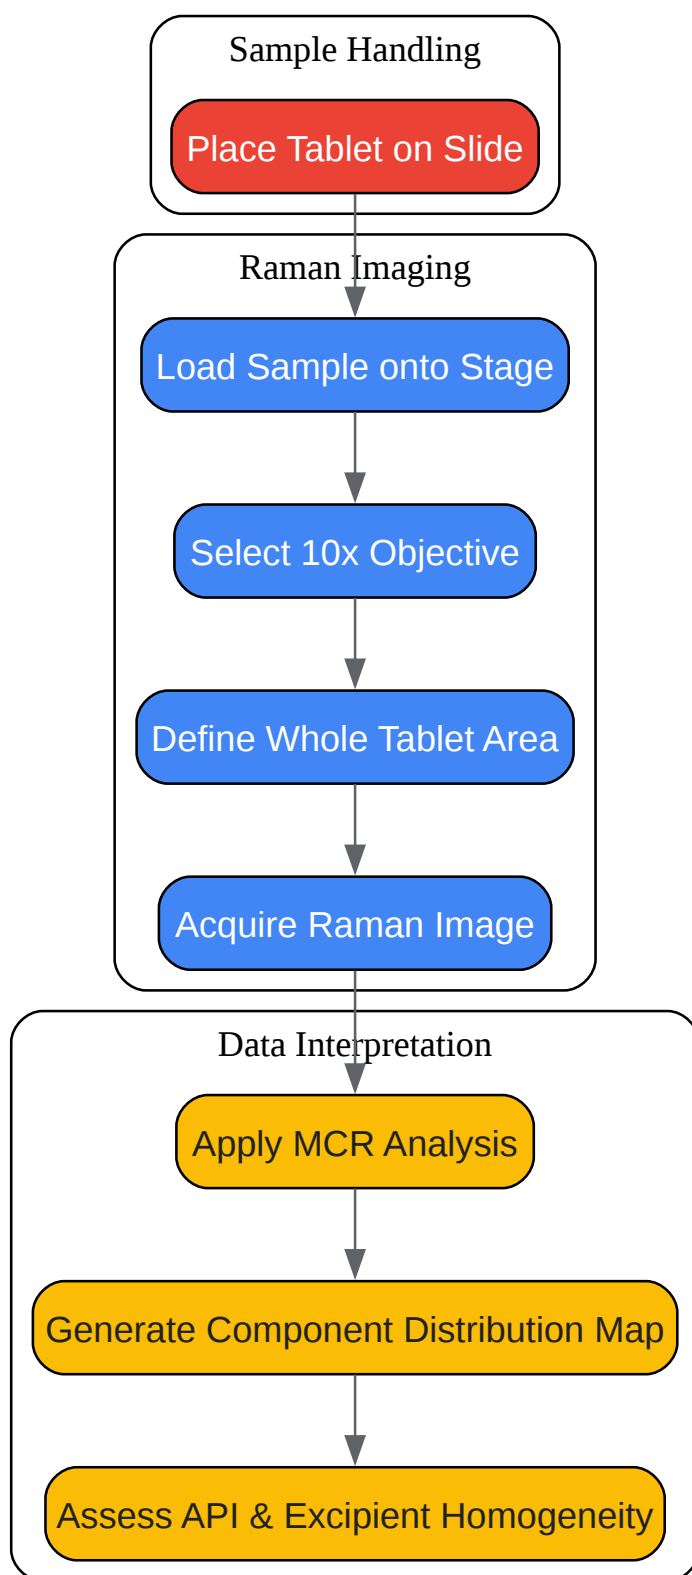 Sample Handling
Place Tablet on Slide
Raman Imaging
Load Sample onto Stage
Select 10x Objective
Define Whole Tablet Area
Acquire Raman Image
Data Interpretation
Apply MCR Analysis
Generate Component Distribution Map
Assess API & Excipient Homogeneity